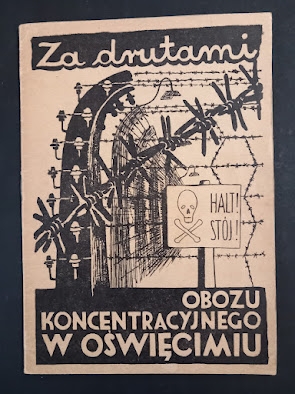 Za drutami
HALT!
STÓJ!
OBOZU
KONCENTRACYJNEGO
W OŚWIĘCIMIU